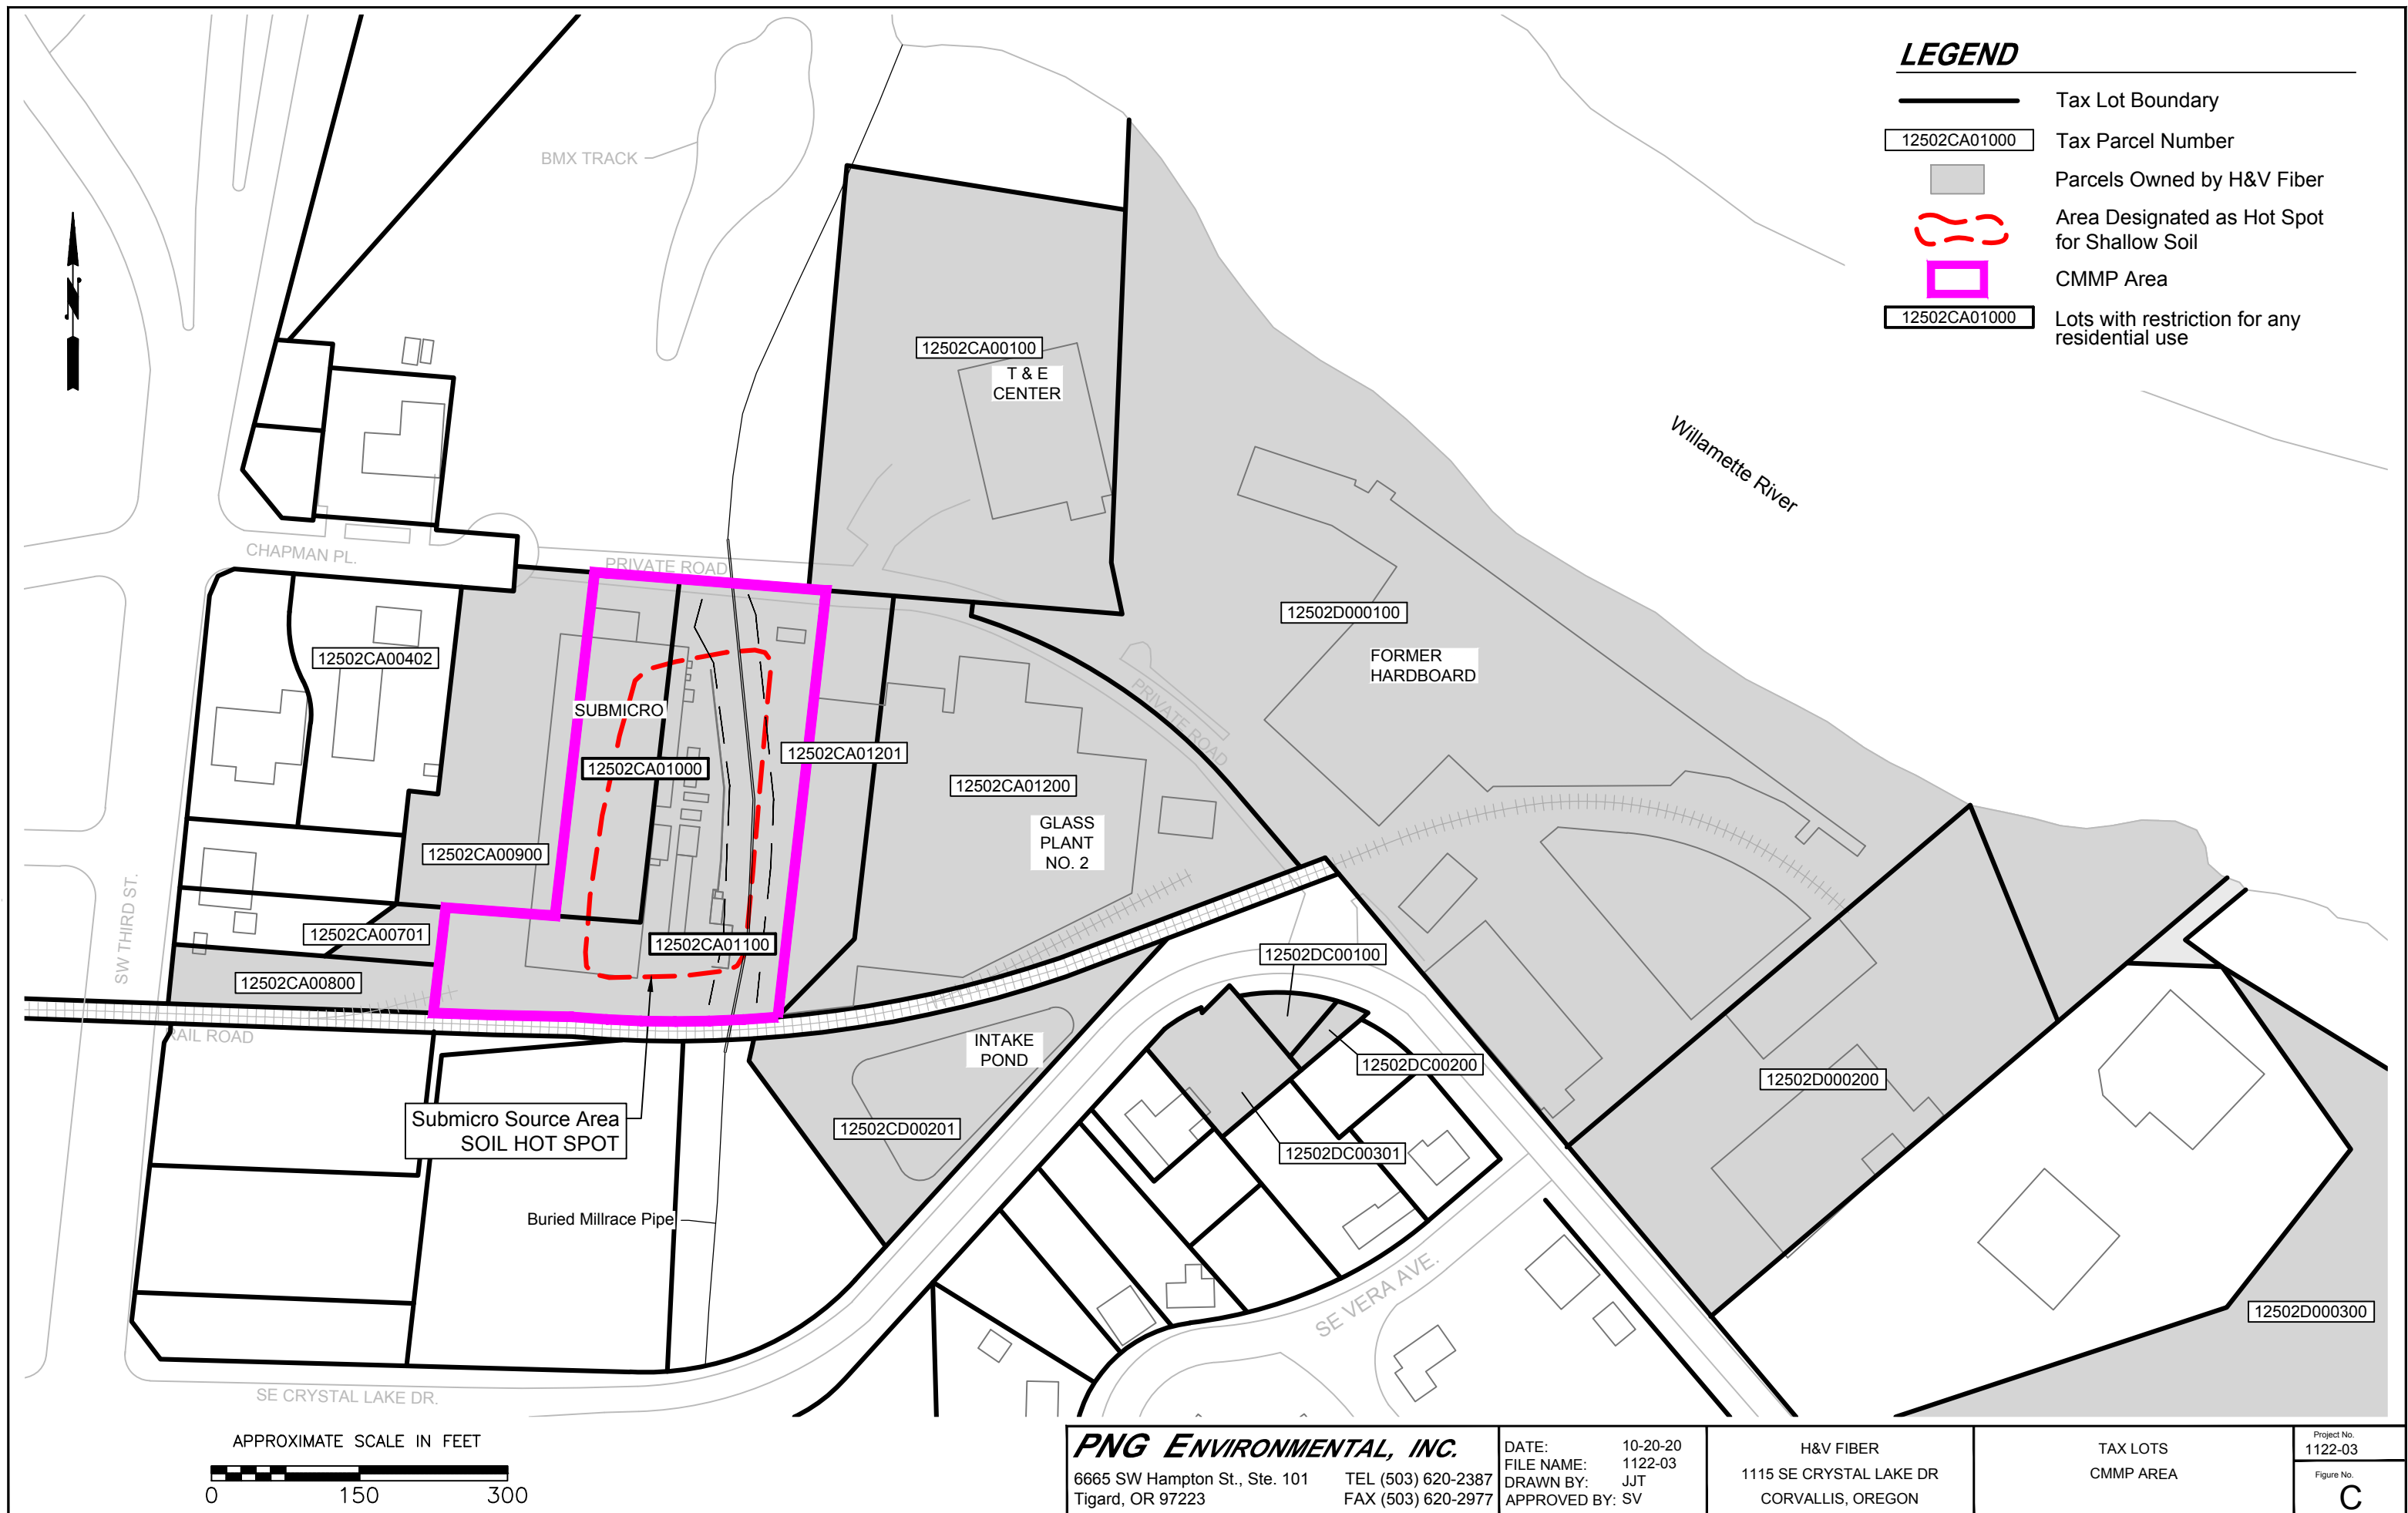 LEGEND
Tax Lot Boundary
12502CA01000
Tax Parcel Number
Parcels Owned by H&V Fiber
Area Designated as Hot Spot
for Shallow Soil
CMMP Area
12502CA01000
Lots with restriction for any
residential use
N
BMX TRACK
12502CA00100
T & E
CENTER
Willamette River
CHAPMAN PL.
PRIVATE ROAD
12502D000100
FORMER
HARDBOARD
12502CA00402
PRIVATE ROAD
SUBMICRO
12502CA01201
12502CA01000
12502CA01200
GLASS
PLANT
NO. 2
12502CA00900
SW THIRD ST.
12502CA00701
12502CA01100
12502DC00100
12502CA00800
RAIL ROAD
INTAKE
POND
12502DC00200
12502D000200
Submicro Source Area
SOIL HOT SPOT
12502CD00201
12502DC00301
Buried Millrace Pipe
SE VERA AVE.
12502D000300
SE CRYSTAL LAKE DR.
APPROXIMATE SCALE IN FEET
0 150 300
PNG ENVIRONMENTAL, INC.
6665 SW Hampton St., Ste. 101 TEL (503) 620-2387
Tigard, OR 97223 FAX (503) 620-2977
DATE: 10-20-20
FILE NAME: 1122-03
DRAWN BY: JJT
APPROVED BY: SV
H&V FIBER
1115 SE CRYSTAL LAKE DR
CORVALLIS, OREGON
TAX LOTS
CMMP AREA
Project No.
1122-03
Figure No.
C